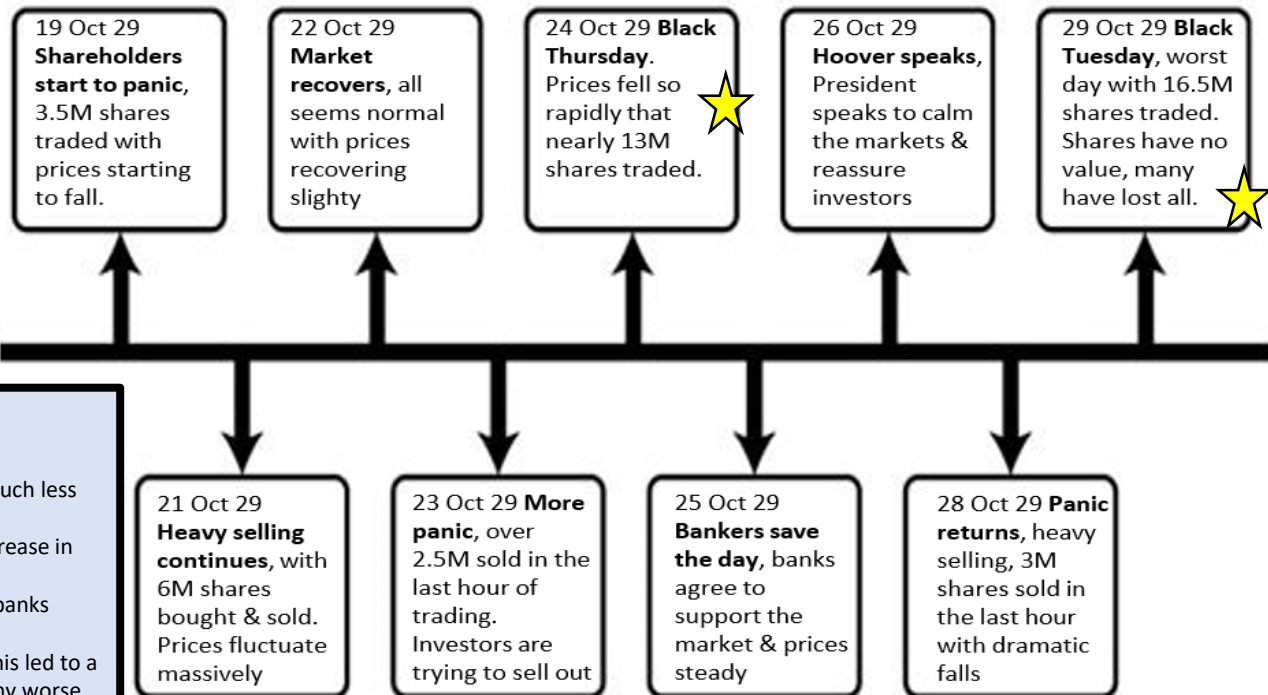 19 Oct 29
Shareholders
start to panic,
3.5M shares
traded with
prices starting
to fall.
22 Oct 29
Market
recovers, all
seems normal
with prices
recovering
slighty
24 Oct 29 Black
Thursday.
Prices fell so
rapidly that
nearly 13M
shares traded.
26 Oct 29
Hoover speaks,
President
speaks to calm
the markets &
reassure
investors
29 Oct 29 Black
Tuesday, worst
day with 16.5M
shares traded.
Shares have no
value, many
have lost all.
21 Oct 29
Heavy selling
continues, with
6M shares
bought & sold.
Prices fluctuate
massively
23 Oct 29 More
panic, over
2.5M sold in the
last hour of
trading.
Investors are
trying to sell out
25 Oct 29
Bankers save
the day, banks
agree to
support the
market & prices
steady
28 Oct 29 Panic
returns, heavy
selling, 3M
shares sold in
the last hour
with dramatic
falls
less
in
banks
led to a
worse